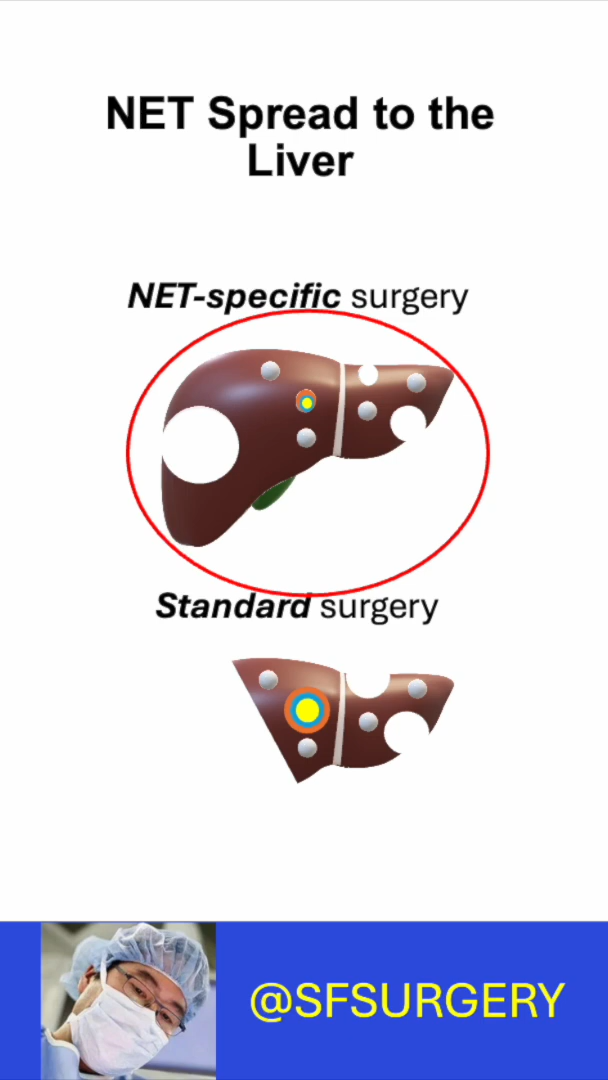 NET Spread to the
Liver
NET-specific surgery
Standard surgery
@SFSURGERY